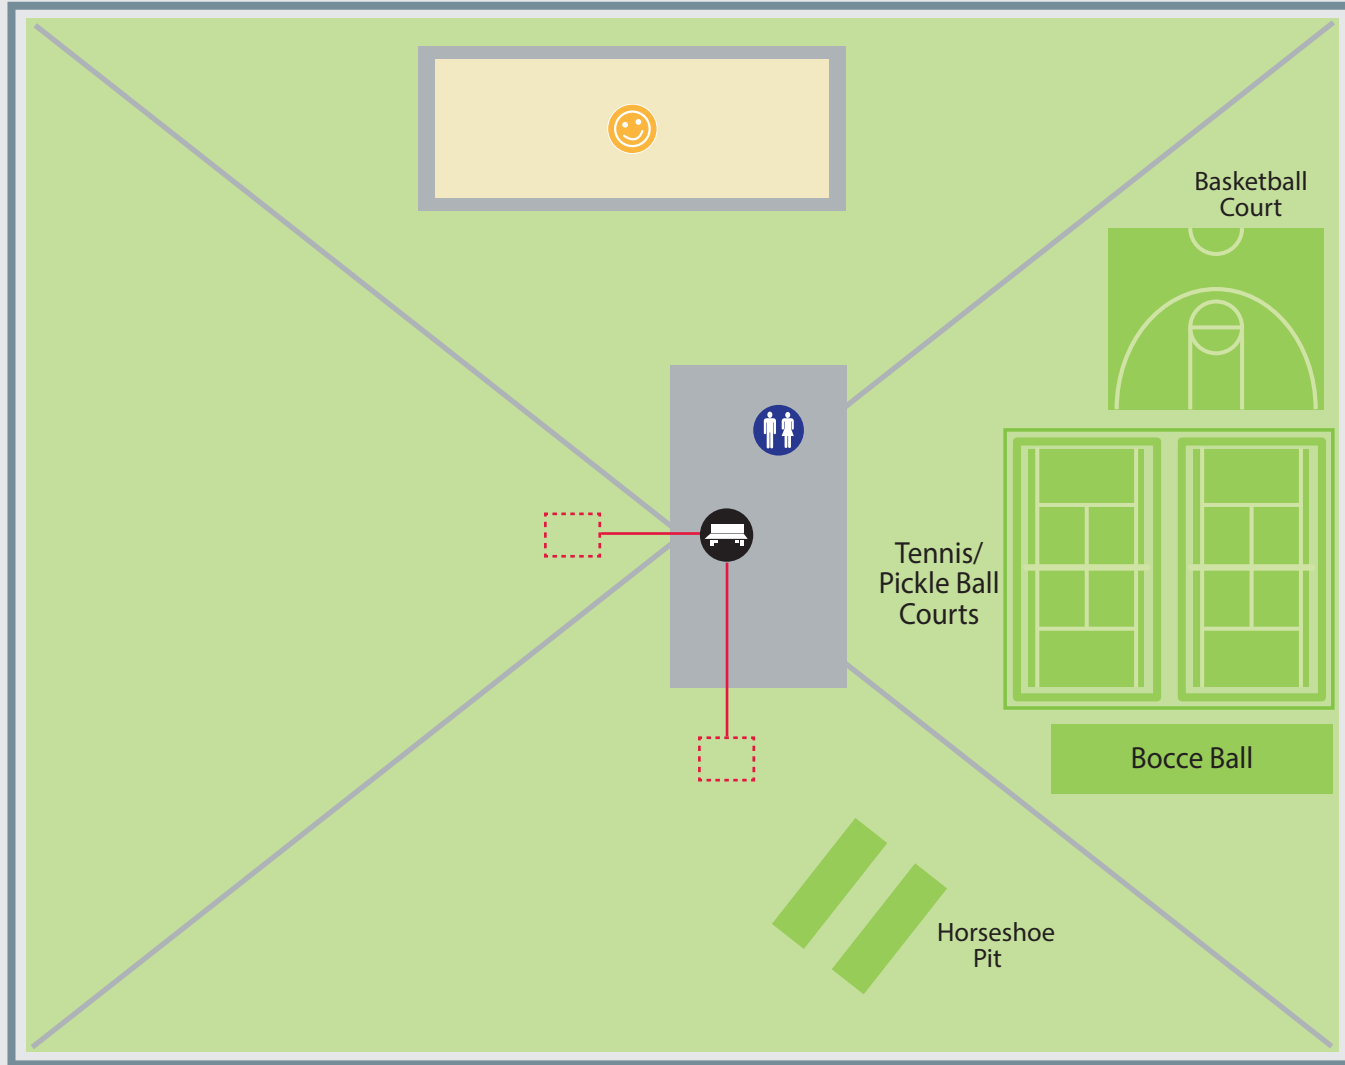 Basketball
Court
Tennis/
Pickle Ball
Courts
Bocce Ball
Horseshoe
Pit